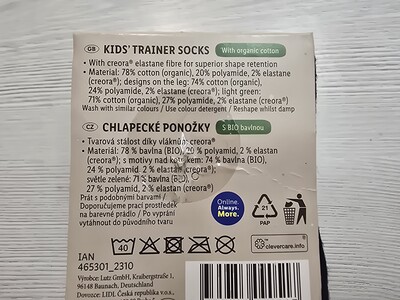 GB KIDS' TRAINER SOCKS With organic cotton
• With creora® elastane fibre for superior shape retention
• Material: 78% cotton (organic), 20% polyamide, 2% elastane
(creora®); designs on the leg: 74% cotton (organic),
24% polyamide, 2% elastane (creora®); light green:
71% cotton (organic), 27% polyamide, 2% elastane (creora®)
Wash with similar colours / Use colour detergent / Reshape whilst damp
CZ CHLAPECKÉ PONOŽKY S BIO bavlnou
• Tvarová stálost díky vláknům creora®
• Materiál: 78 % bavlna (BIO), 20 % polyamid, 2 % elastan
(creora®); s motivy nad kotníkem: 74 % bavlna (BIO),
24 % polyamid, 2 % elastan (creora®);
světle zelené: 71 % bavlna (BIO),
27 % polyamid, 2 % elastan (creora®)
Prát s podobnými barvami /
Doporučujeme prací prostředek
na barevné prádlo / Po vyprání
vytáhnout do původního tvaru
Online.
Always.
More.
21
PAP
40
clevercare.info
IAN
465301_2310
Výrobce: Lutz GmbH, Kraibergstraße 1,
96148 Baunach, Deutschland
Dovozce: LIDL Česká republika v.o.s.,